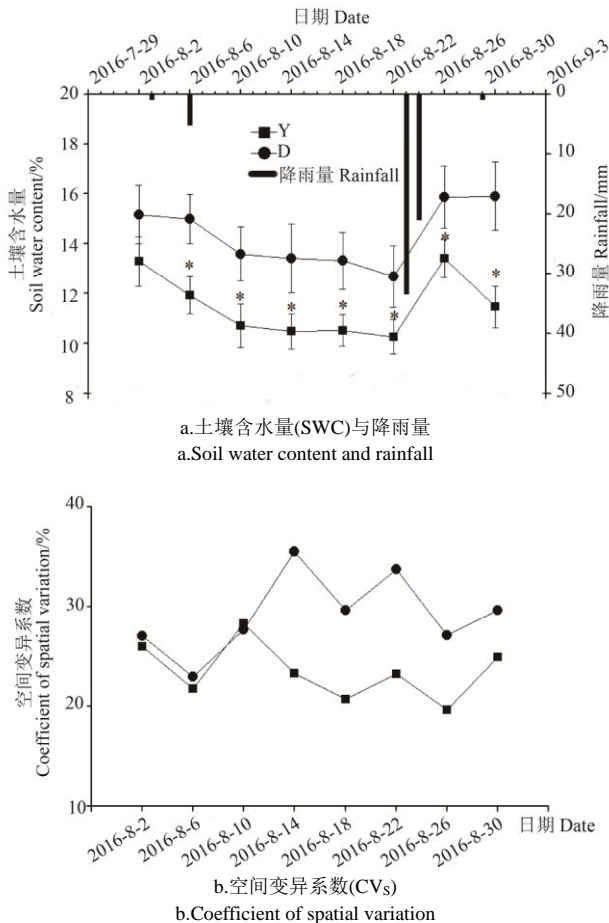 日期 Date
2016-7-29 2016-8-2 2016-8-6 2016-8-10 2016-8-14 2016-8-18 2016-8-22 2016-8-26 2016-8-30 2016-9-3
20 0
18 10
16 20
14 30
12 40
10 50
8
土壤含水量
Soil water content/%
Y
D
降雨量 Rainfall
降雨量 Rainfall/mm
* * * * * * *
a.土壤含水量(SWC)与降雨量
a.Soil water content and rainfall
40
30
20
10
空间变异系数
Coefficient of spatial variation/%
2016-8-2 2016-8-6 2016-8-10 2016-8-14 2016-8-18 2016-8-22 2016-8-26 2016-8-30
日期 Date
b.空间变异系数(CVS)
b.Coefficient of spatial variation